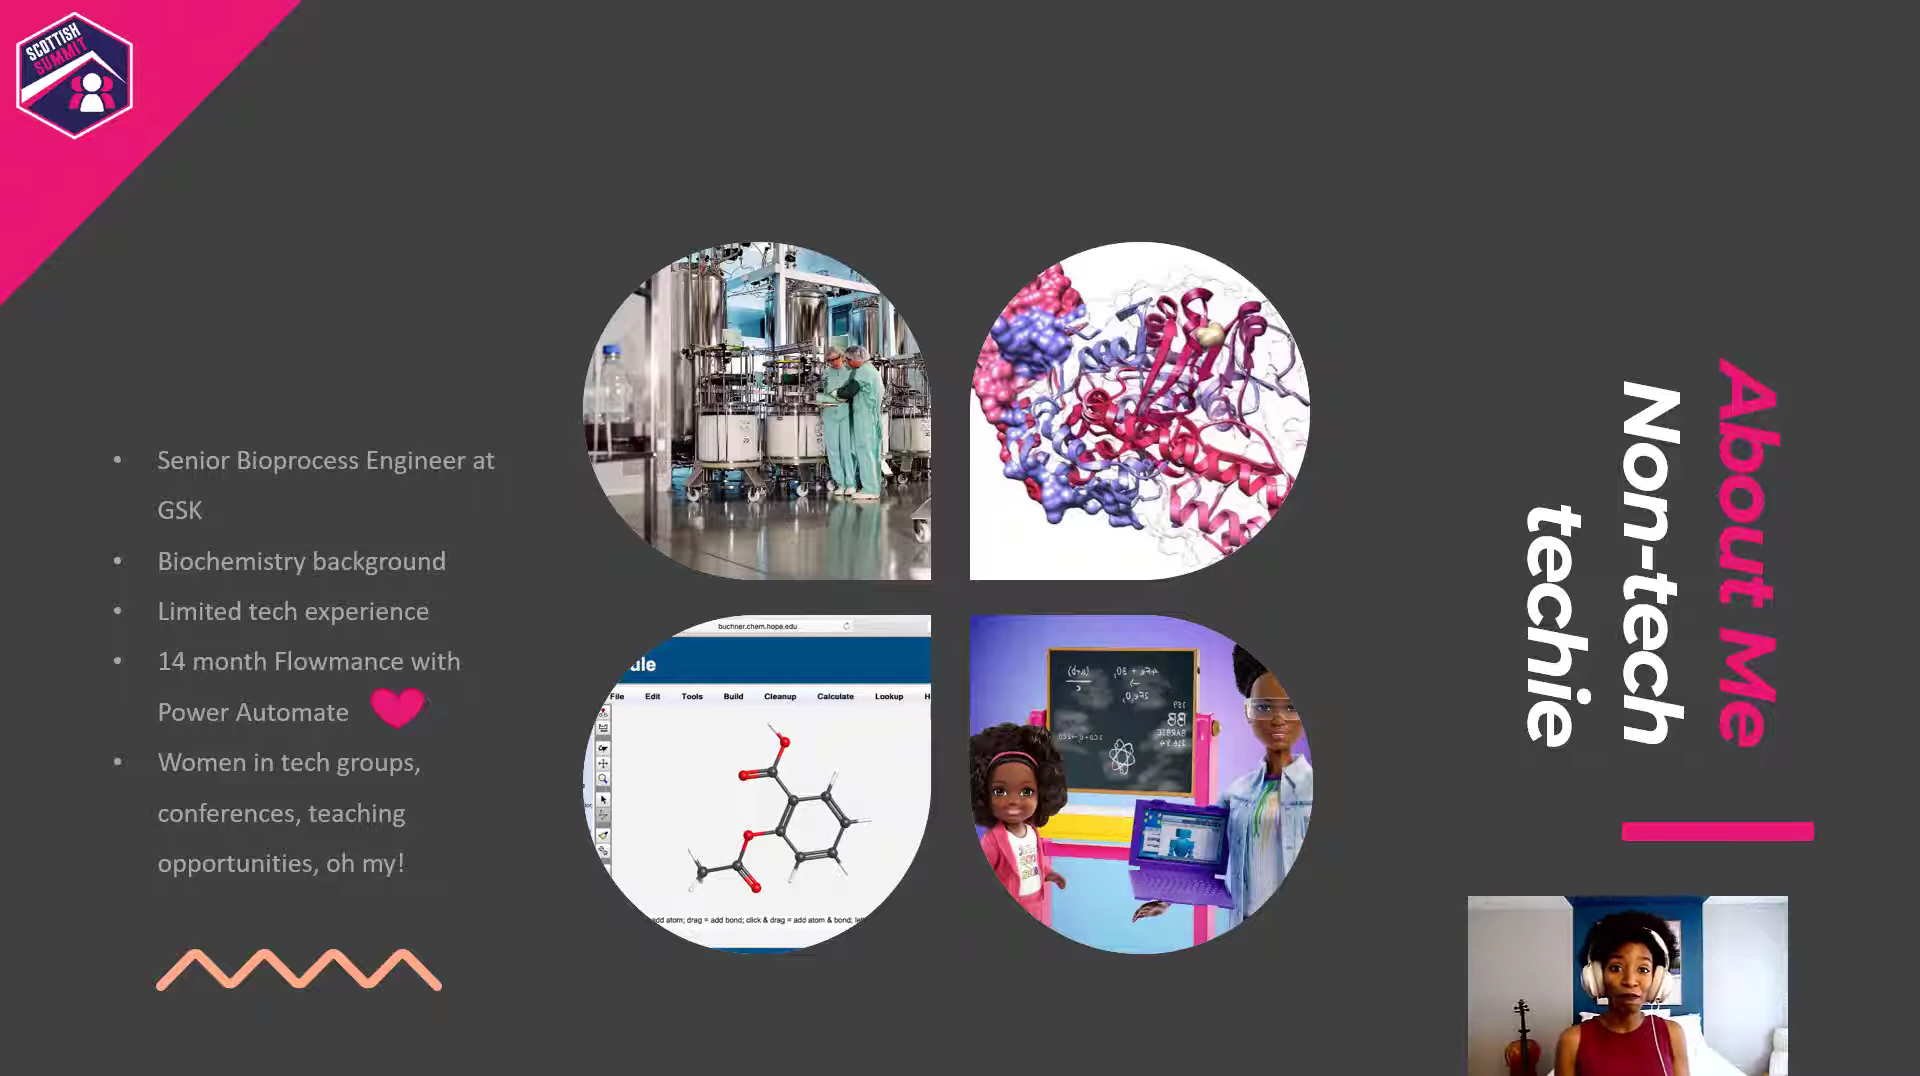 SCOTTISH
SUMMIT
• Senior Bioprocess Engineer at
GSK
• Biochemistry background
• Limited tech experience
• 14 month Flowmance with
Power Automate
• Women in tech groups,
conferences, teaching
opportunities, oh my!
buchner.chem.hope.edu
ule
File Edit Tools Build Cleanup Calculate Lookup H
add atom; drag = add bond; click & drag = add atom & bond;
BB
BARBIE
About Me
Non-tech
techie